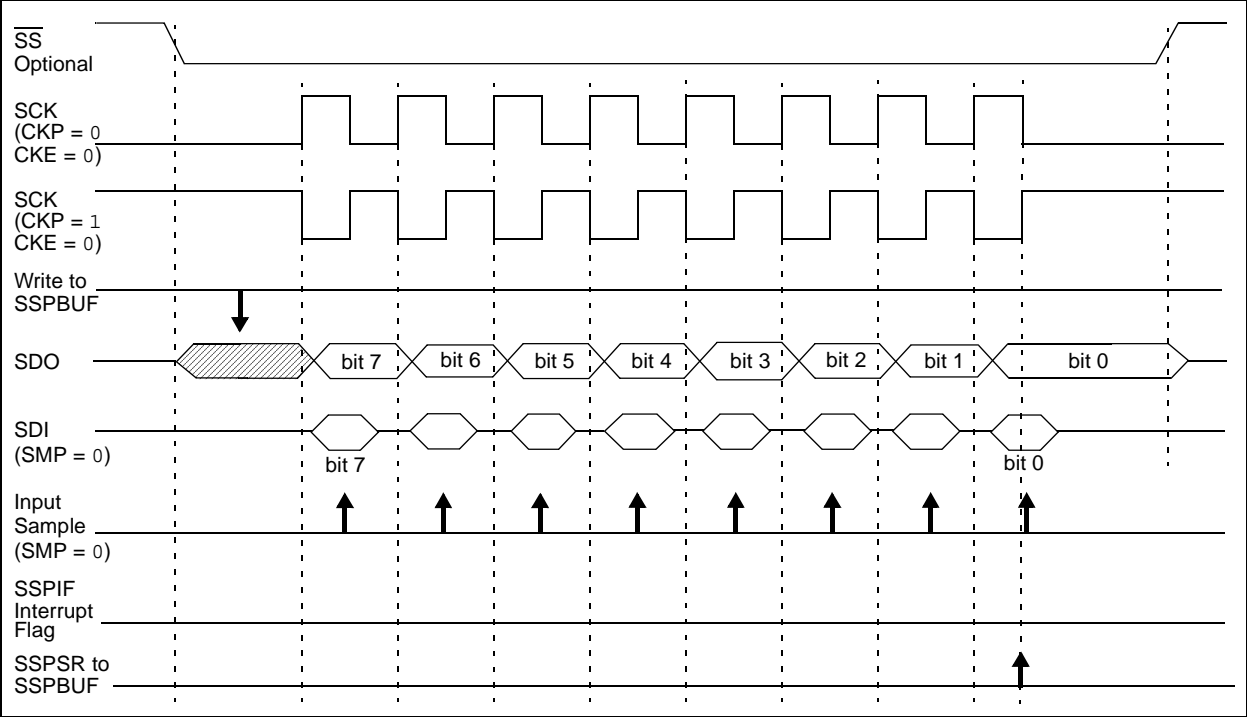 SS
Optional
SCK
(CKP = 0
CKE = 0)
SCK
(CKP = 1
CKE = 0)
Write to
SSPBUF
SDO
bit 7 bit 6 bit 5 bit 4 bit 3 bit 2 bit 1 bit 0
SDI
(SMP = 0)
bit 7 bit 0
Input
Sample
(SMP = 0)
SSPIF
Interrupt
Flag
SSPSR to
SSPBUF